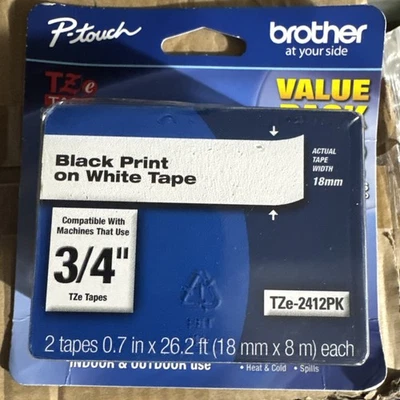 P-touch
brother
at your side
TZe
VALUE
PACK
Black Print
on White Tape
ACTUAL
TAPE
WIDTH
18mm
Compatible With
Machines That Use
3/4"
TZe Tapes
TZe-2412PK
2 tapes 0.7 in x 26.2 ft (18 mm x 8 m) each
INDOOR & OUTDOOR use
• Heat & Cold • Spills